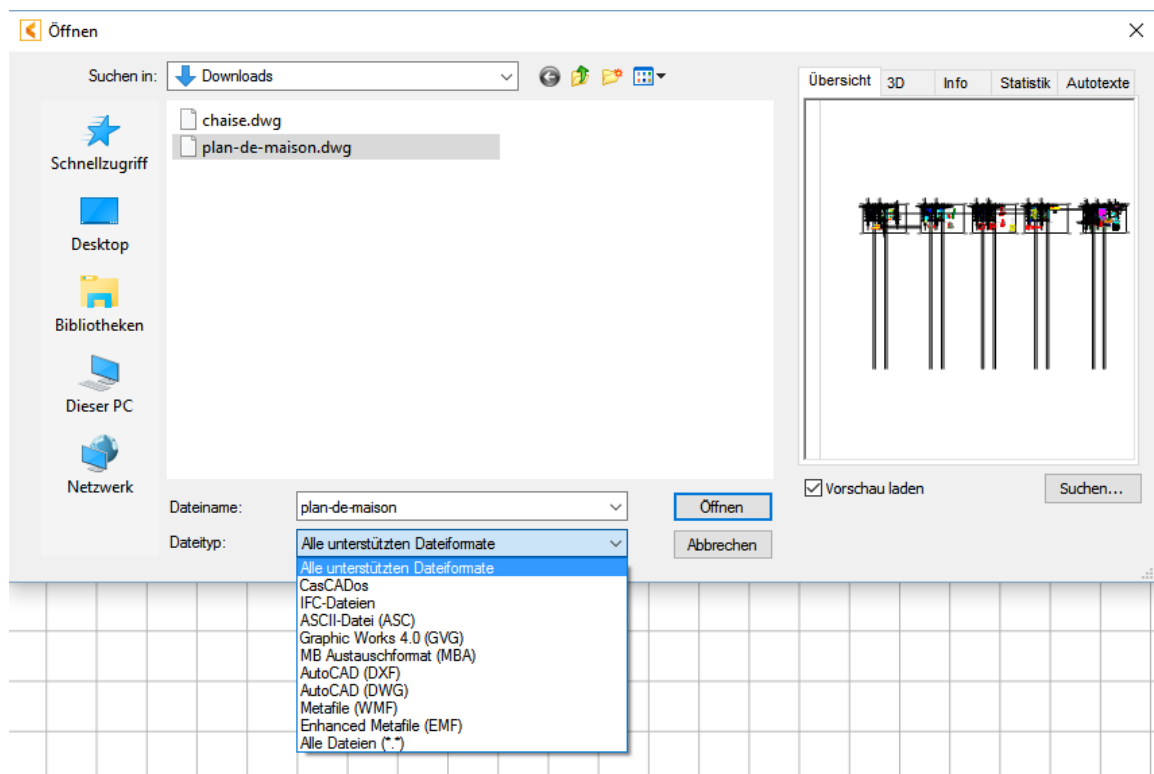 Öffnen
Suchen in:
Downloads
Schnellzugriff
Desktop
Bibliotheken
Dieser PC
Netzwerk
chaise.dwg
plan-de-maison.dwg
Dateiname:
plan-de-maison
Öffnen
Dateityp:
Alle unterstützten Dateiformate
Abbrechen
Alle unterstützten Dateiformate
CasCADos
IFC-Dateien
ASCII-Datei (ASC)
Graphic Works 4.0 (GVG)
MB Austauschformat (MBA)
AutoCAD (DXF)
AutoCAD (DWG)
Metafile (WMF)
Enhanced Metafile (EMF)
Alle Dateien (*.*)
Übersicht 3D Info Statistik Autotexte
Vorschau laden
Suchen...